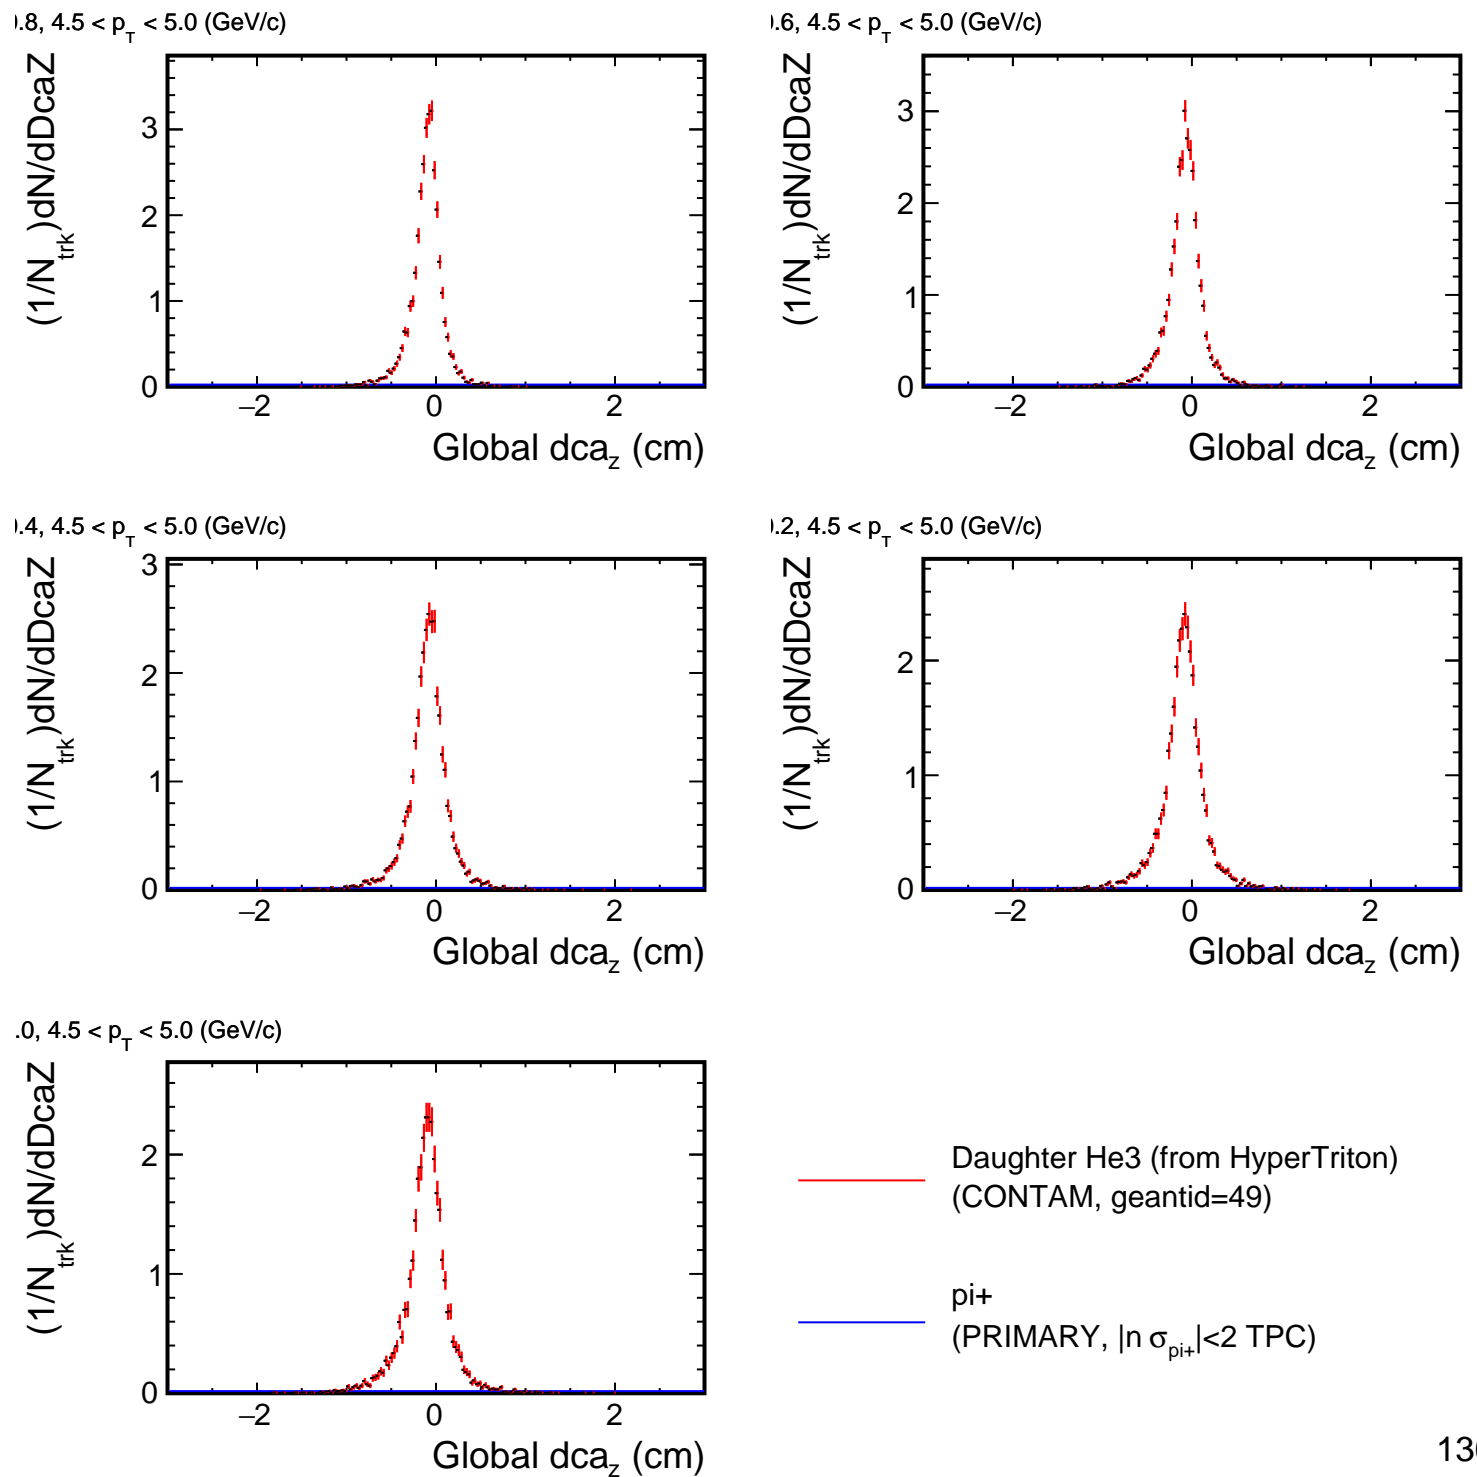 .8, 4.5 < p_T < 5.0 (GeV/c)
(1/N_trk)dN/dDcaZ
3
2
1
0
−2 0 2
Global dca_z (cm)
.6, 4.5 < p_T < 5.0 (GeV/c)
(1/N_trk)dN/dDcaZ
3
2
1
0
−2 0 2
Global dca_z (cm)
.4, 4.5 < p_T < 5.0 (GeV/c)
(1/N_trk)dN/dDcaZ
3
2
1
0
−2 0 2
Global dca_z (cm)
.2, 4.5 < p_T < 5.0 (GeV/c)
(1/N_trk)dN/dDcaZ
2
1
0
−2 0 2
Global dca_z (cm)
.0, 4.5 < p_T < 5.0 (GeV/c)
(1/N_trk)dN/dDcaZ
2
1
0
−2 0 2
Global dca_z (cm)
Daughter He3 (from HyperTriton)
(CONTAM, geantid=49)
pi+
(PRIMARY, |n σ_pi+|<2 TPC)